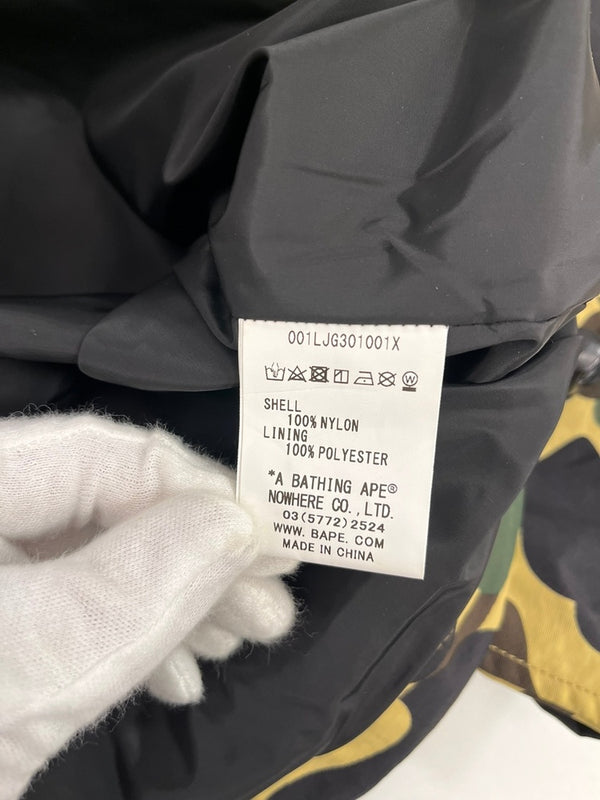 001LJG301001X
SHELL
100% NYLON
LINING
100% POLYESTER
*A BATHING APE®
NOWHERE CO., LTD.
03(5772)2524
WWW. BAPE. COM
MADE IN CHINA